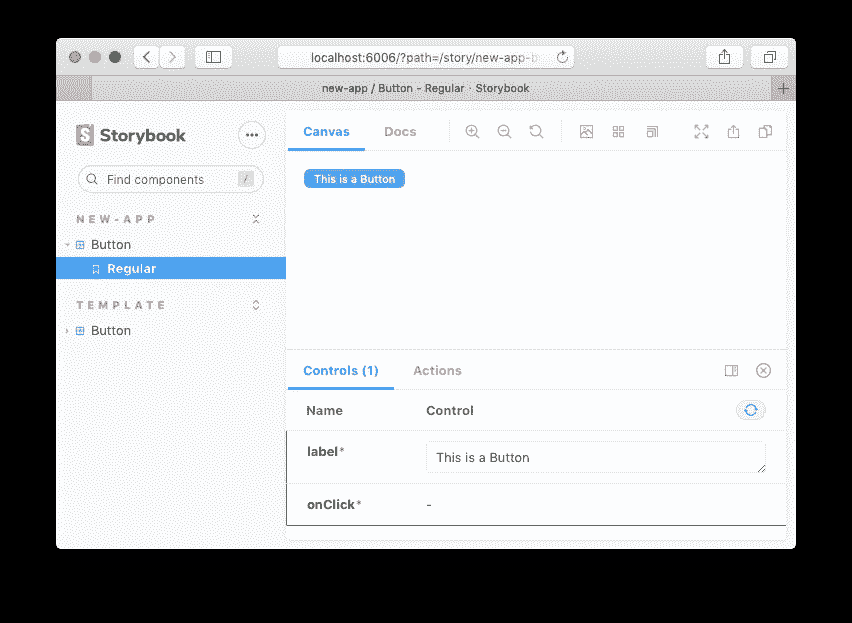 localhost:6006/?path=/story/new-app-b
new-app / Button - Regular · Storybook
S Storybook
Canvas Docs
Find components /
NEW-APP
Button
Regular
TEMPLATE
Button
This is a Button
Controls (1) Actions
Name Control
label* This is a Button
onClick* -